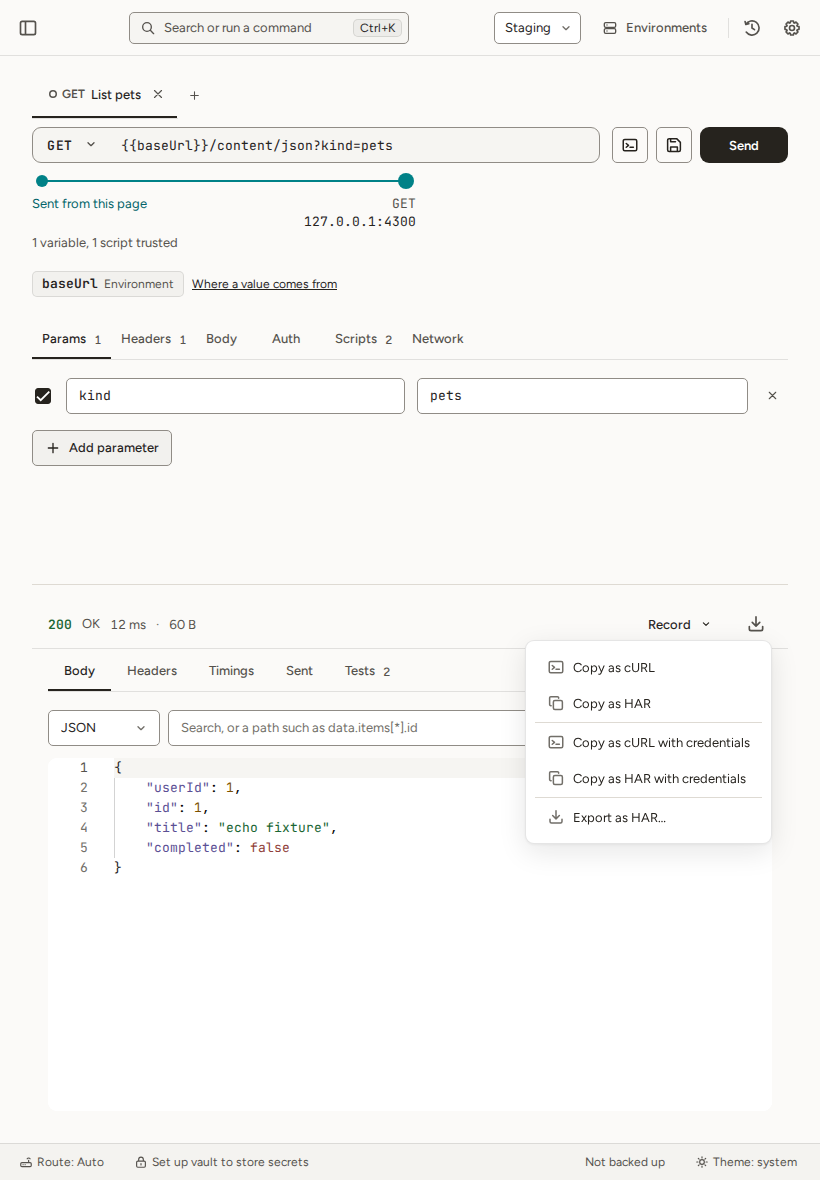 Search or run a command Ctrl+K Staging Environments
GET List pets
GET {{baseUrl}}/content/json?kind=pets Send
Sent from this page GET
127.0.0.1:4300
1 variable, 1 script trusted
baseUrl Environment Where a value comes from
Params 1 Headers 1 Body Auth Scripts 2 Network
kind pets
Add parameter
200 OK 12 ms · 60 B Record
Body Headers Timings Sent Tests 2
Copy as cURL
Copy as HAR
Copy as cURL with credentials
Copy as HAR with credentials
Export as HAR…
JSON Search, or a path such as data.items[*].id
1 {
2 "userId": 1,
3 "id": 1,
4 "title": "echo fixture",
5 "completed": false
6 }
Route: Auto Set up vault to store secrets Not backed up Theme: system